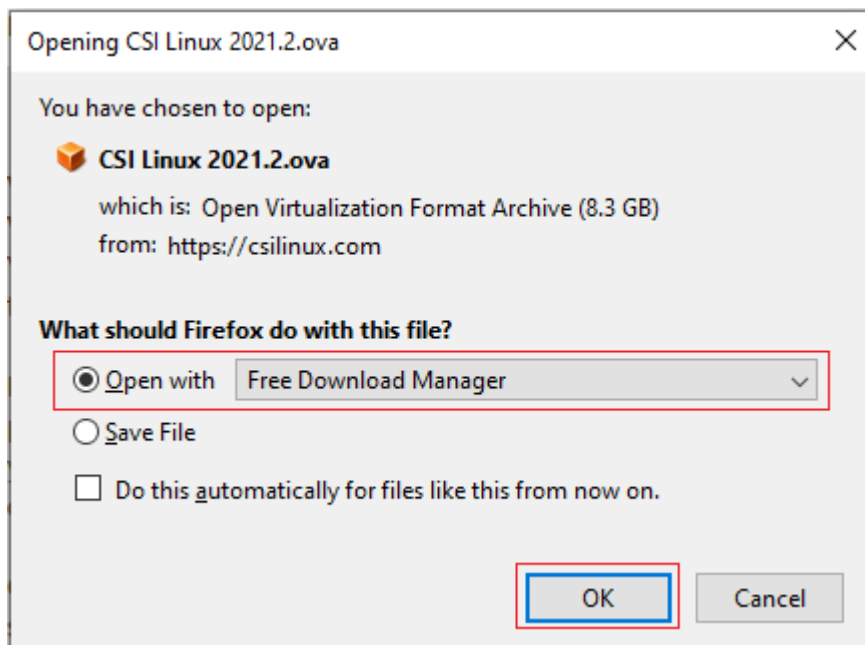 Opening CSI Linux 2021.2.ova
You have chosen to open:
CSI Linux 2021.2.ova
which is: Open Virtualization Format Archive (8.3 GB)
from: https://csilinux.com
What should Firefox do with this file?
Open with Free Download Manager
Save File
Do this automatically for files like this from now on.
OK Cancel